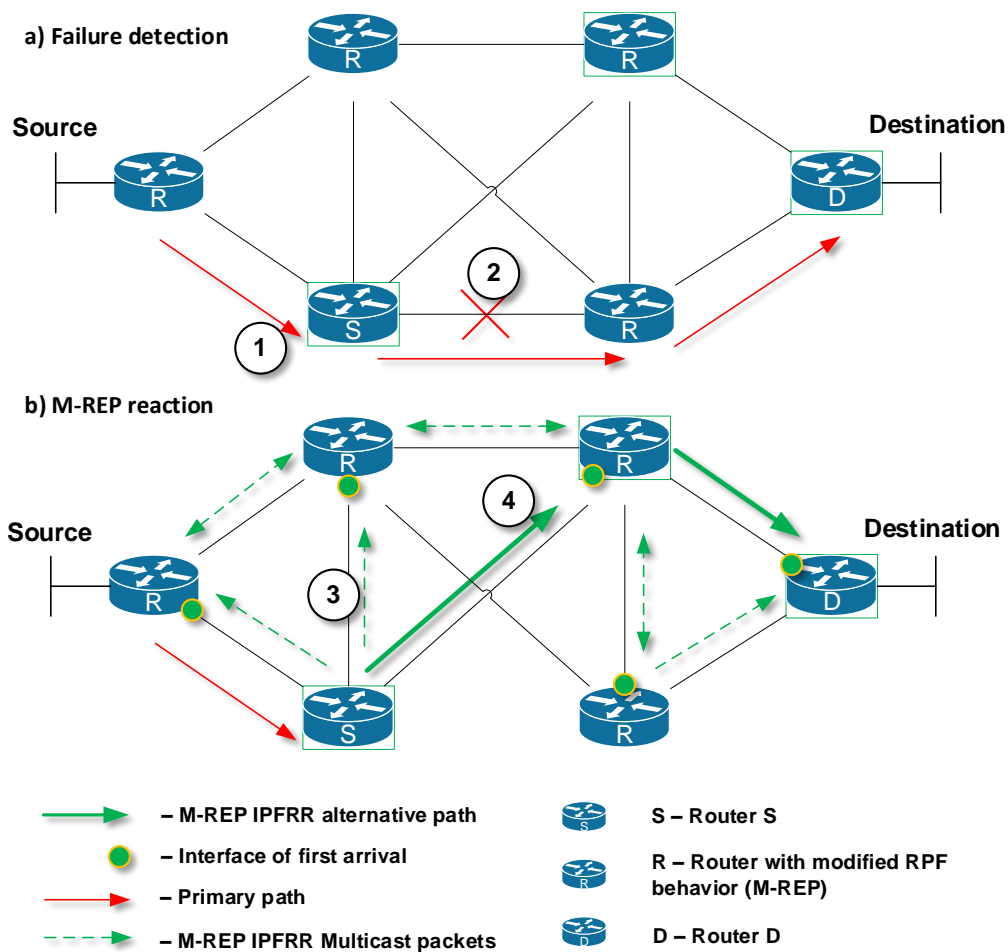 a) Failure detection
R
R
Source
Destination
R
D
2
S
R
1
b) M-REP reaction
R
R
4
Source
Destination
R
3
D
S
R
– M-REP IPFRR alternative path
S
S – Router S
– Interface of first arrival
R
R – Router with modified RPF
behavior (M-REP)
– Primary path
– M-REP IPFRR Multicast packets
D
D – Router D